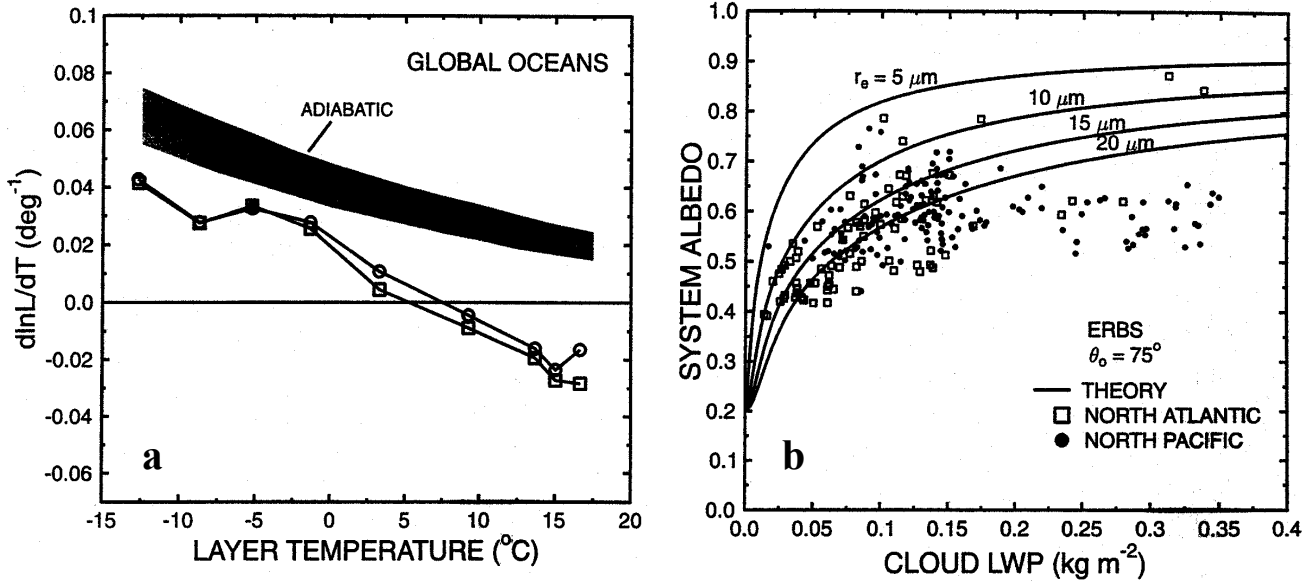 0.1
0.08
0.06
0.04
0.02
0.0
-0.02
-0.04
-0.06
dlnL/dT (deg-1)
GLOBAL OCEANS
ADIABATIC
a
-15 -10 -5 0 5 10 15 20
LAYER TEMPERATURE (°C)
1.0
0.9
0.8
0.7
0.6
0.5
0.4
0.3
0.2
0.1
0.0
SYSTEM ALBEDO
re = 5 μm
10 μm
15 μm
20 μm
ERBS
θo = 75°
THEORY
NORTH ATLANTIC
NORTH PACIFIC
b
0.0 0.05 0.1 0.15 0.2 0.25 0.3 0.35 0.4
CLOUD LWP (kg m-2)